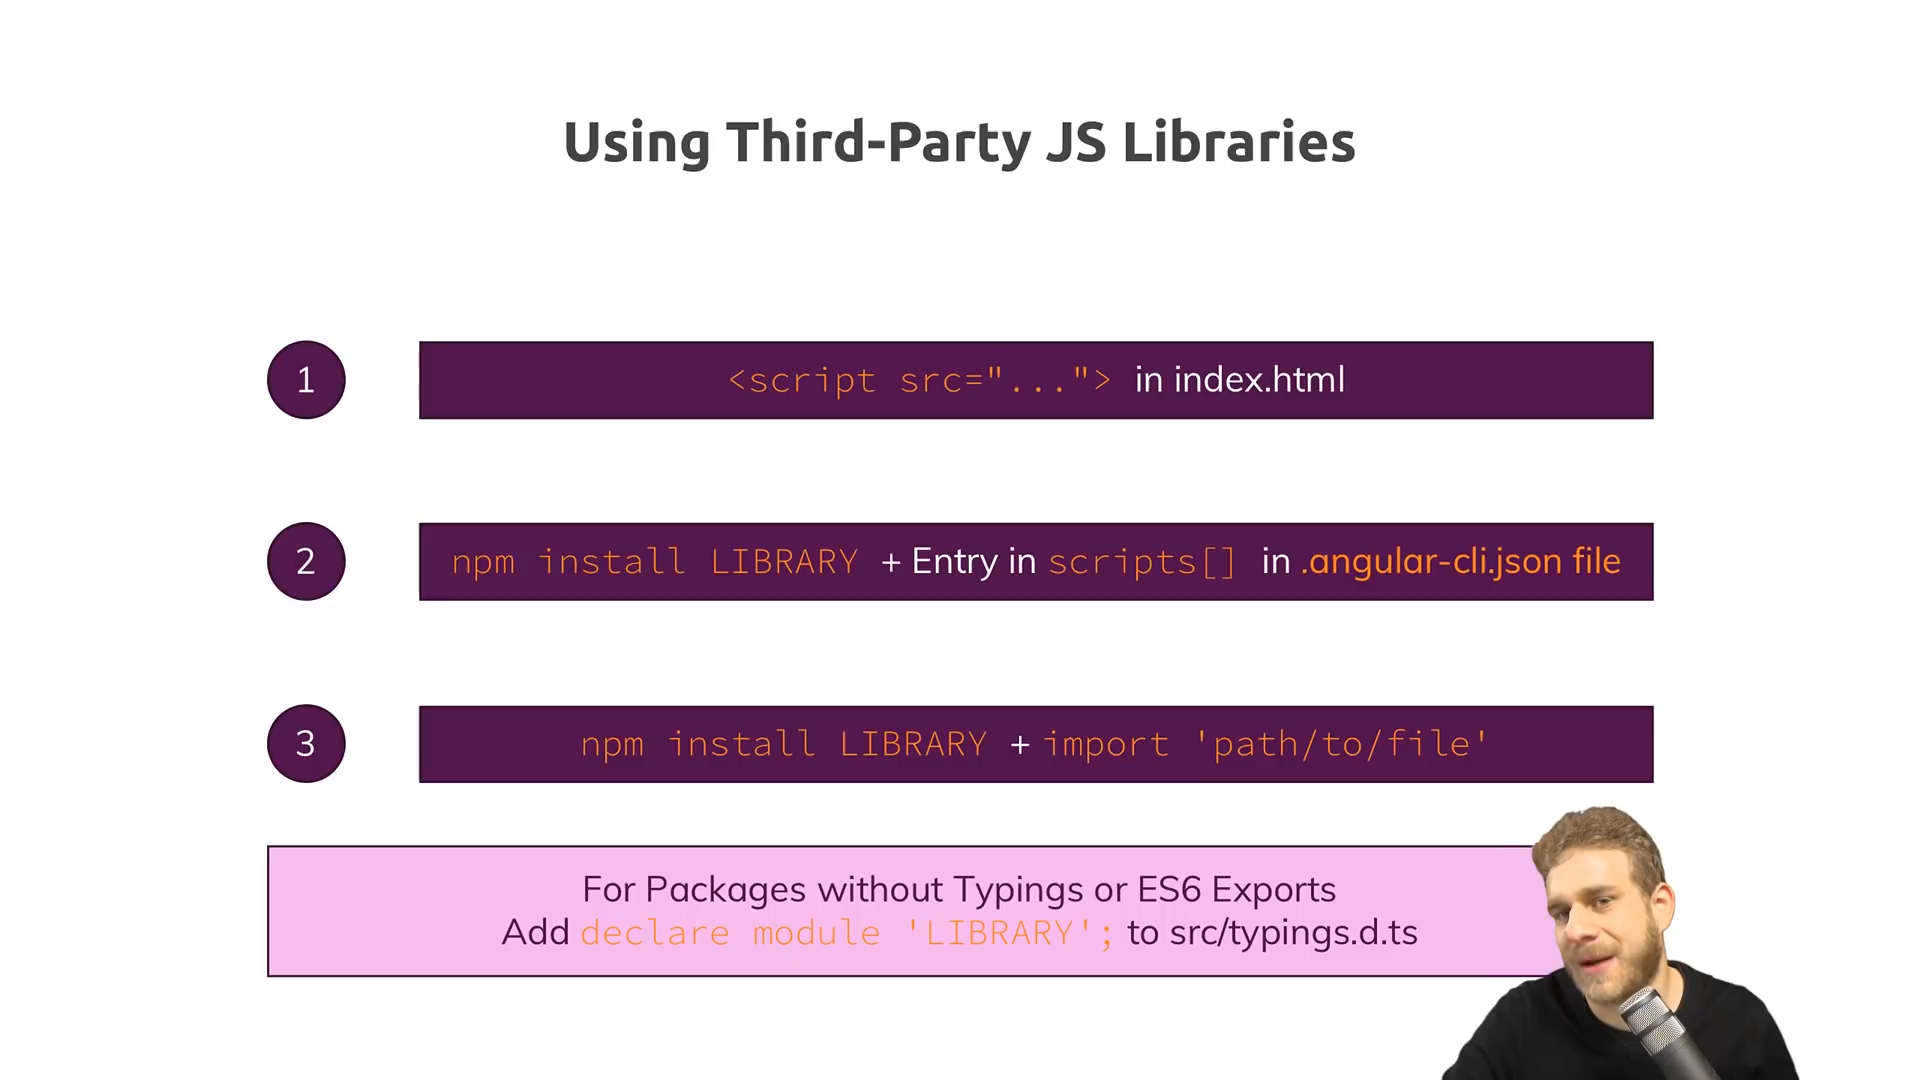 Using Third-Party JS Libraries
1
<script src="..."> in index.html
2
npm install LIBRARY + Entry in scripts[] in .angular-cli.json file
3
npm install LIBRARY + import 'path/to/file'
For Packages without Typings or ES6 Exports
Add declare module 'LIBRARY'; to src/typings.d.ts